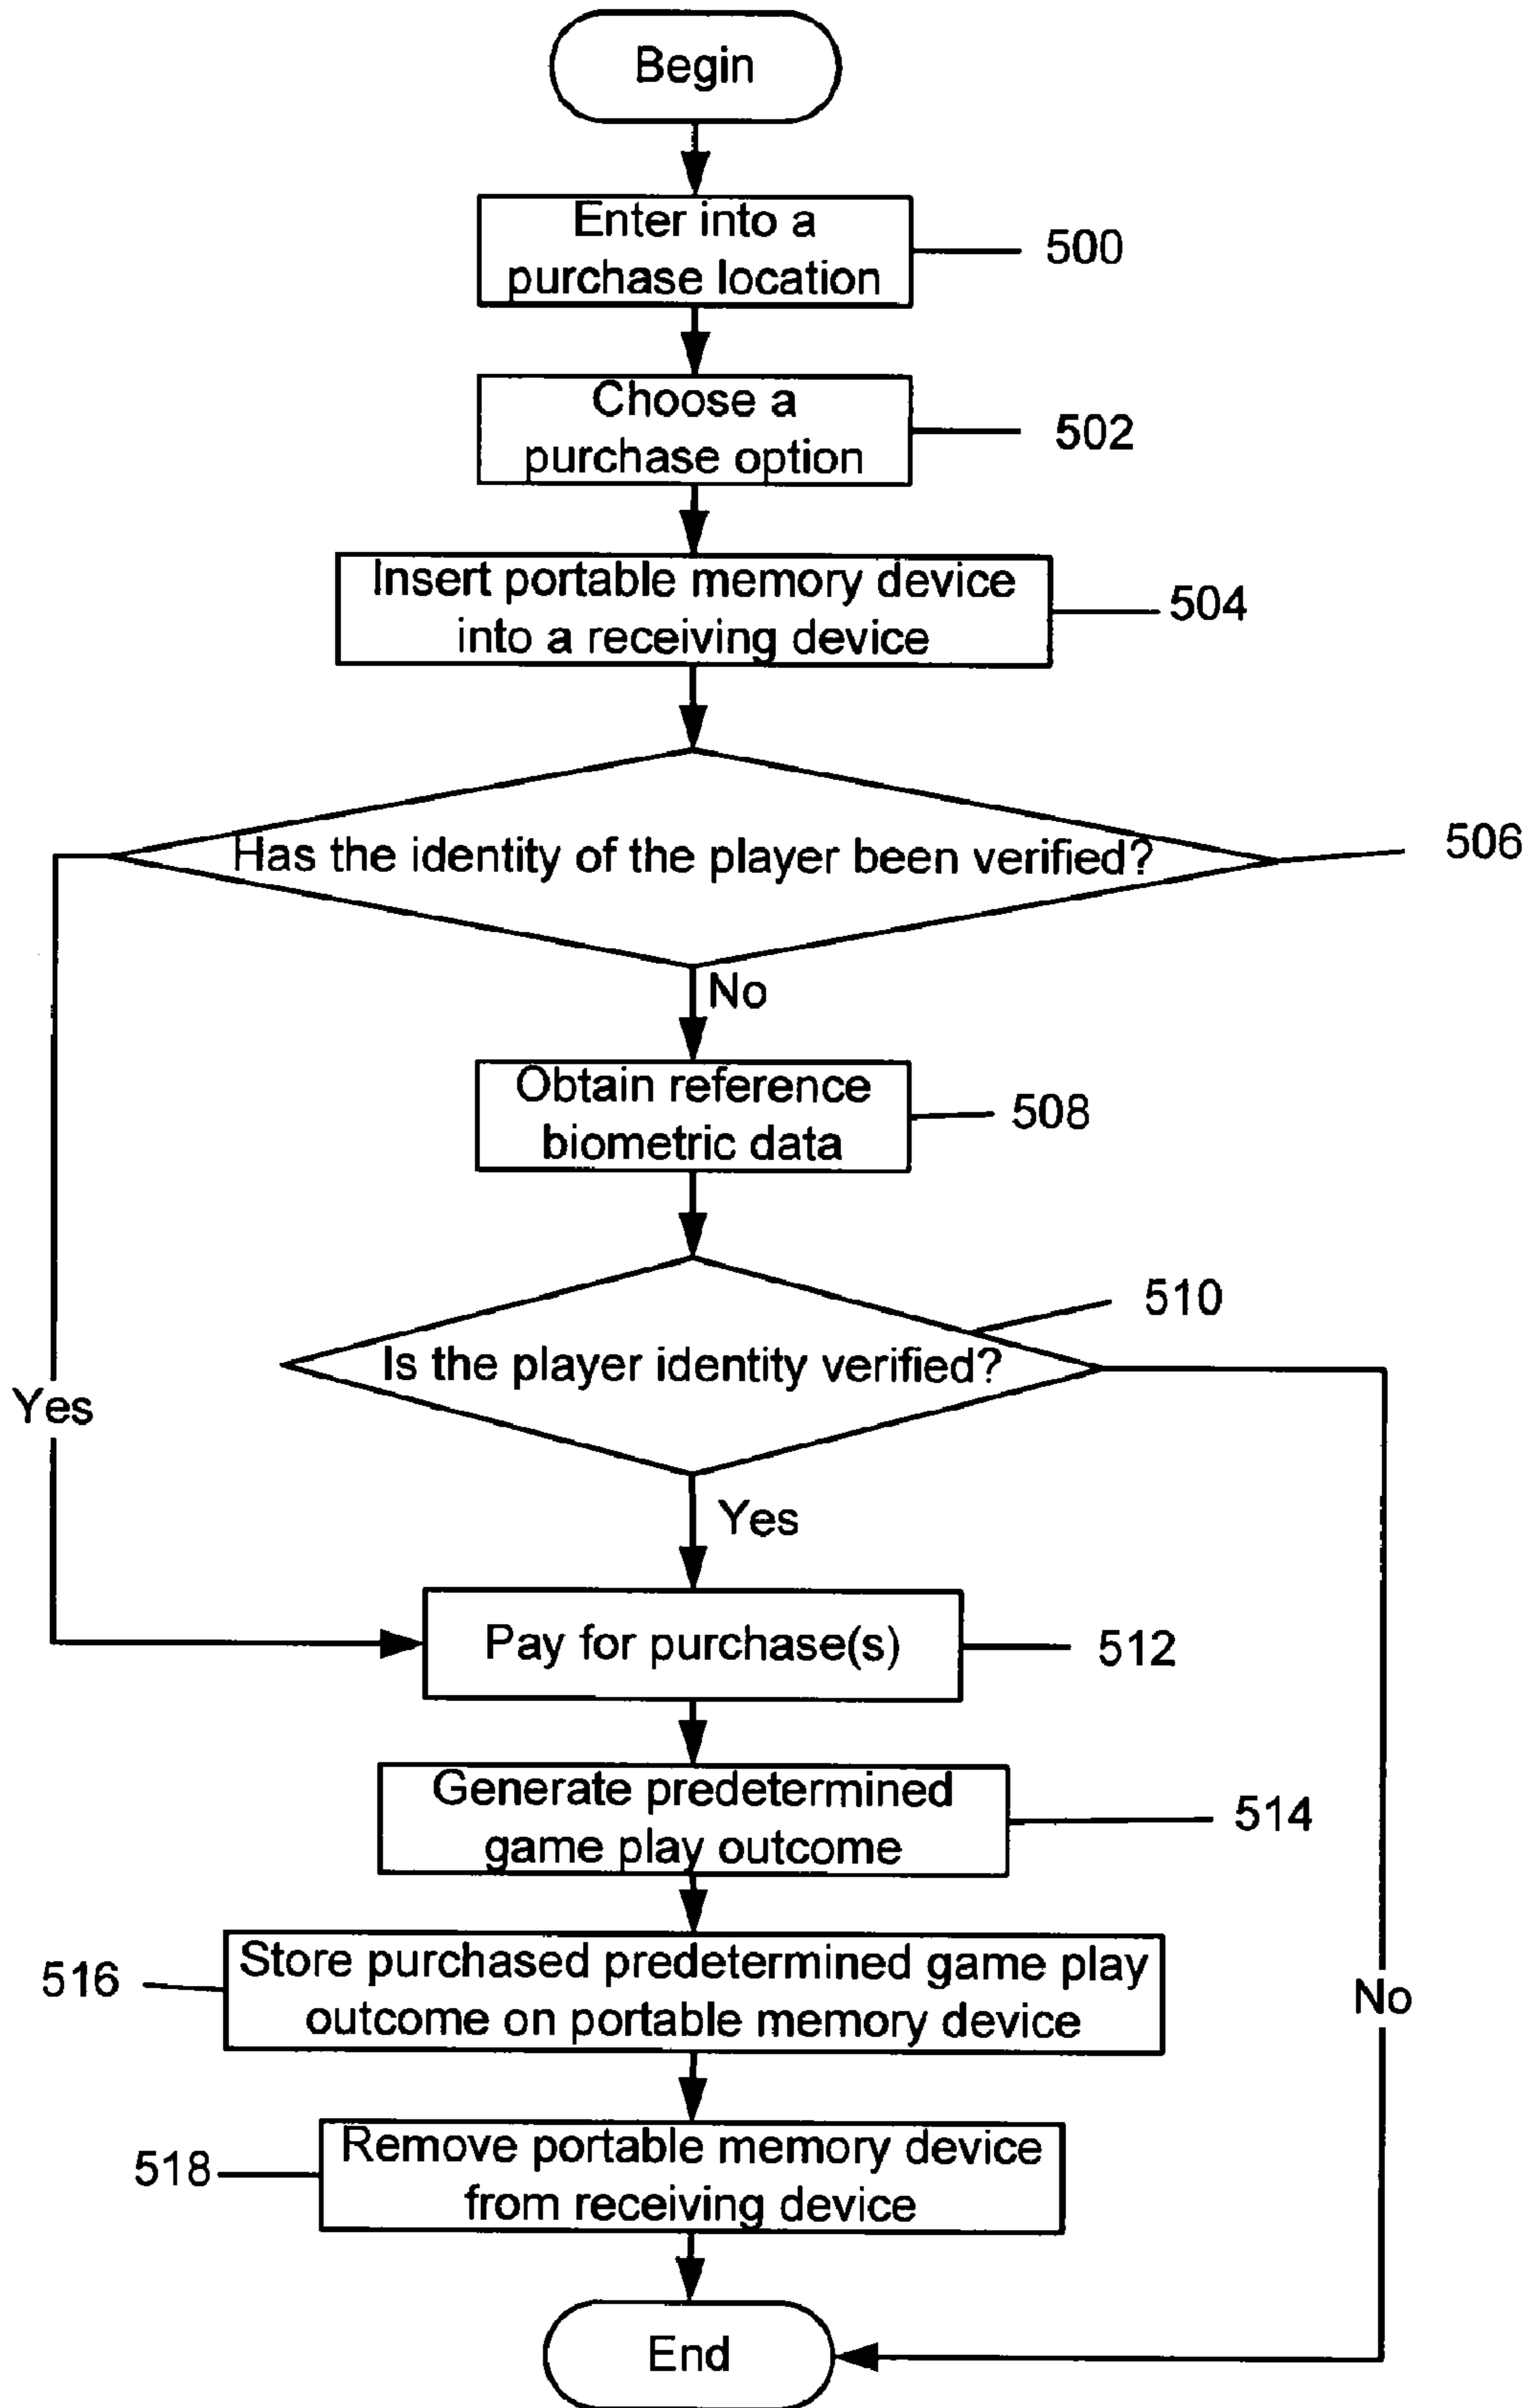 Begin
Enter into a
purchase location
500
Choose a
purchase option
502
Insert portable memory device
into a receiving device
504
Has the identity of the player been verified?
506
No
Obtain reference
biometric data
508
510
Is the player identity verified?
Yes
Yes
Pay for purchase(s)
512
Generate predetermined
game play outcome
514
Store purchased predetermined game play
outcome on portable memory device
516
No
Remove portable memory device
from receiving device
518
End